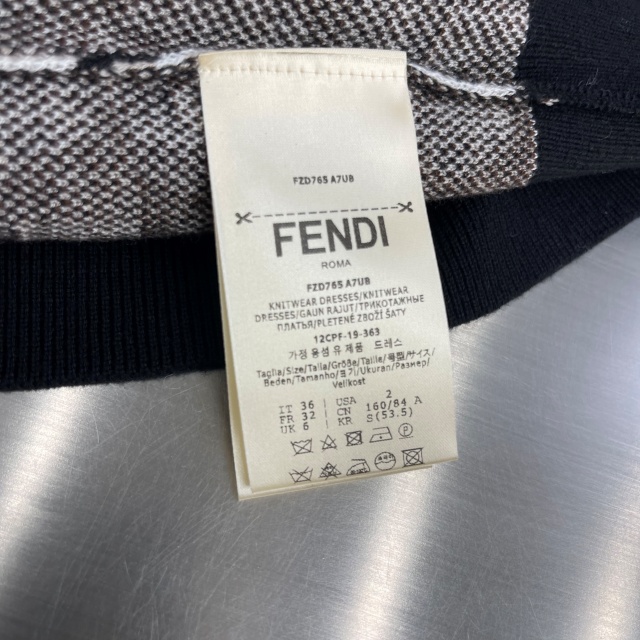 FZD765 A7UB
FENDI
ROMA
FZD765 A7UB
KNITWEAR DRESSES/KNITWEAR
DRESSES/GAUN RAJUT/ТРИКОТАЖНЫЕ
ПЛАТЬЯ/PLETENÉ ZBOŽÍ ŠATY
12CPF-19-363
가정용섬유제품 드레스
Taglia/Size/Talla/Größe/Taille/類型/サイズ/
Beden/Tamanho/크기/Ukuran/Размер/
Velikost
IT 36
FR 32
UK 6
USA 2
CN 160/84 A
KR S(53.5)
P